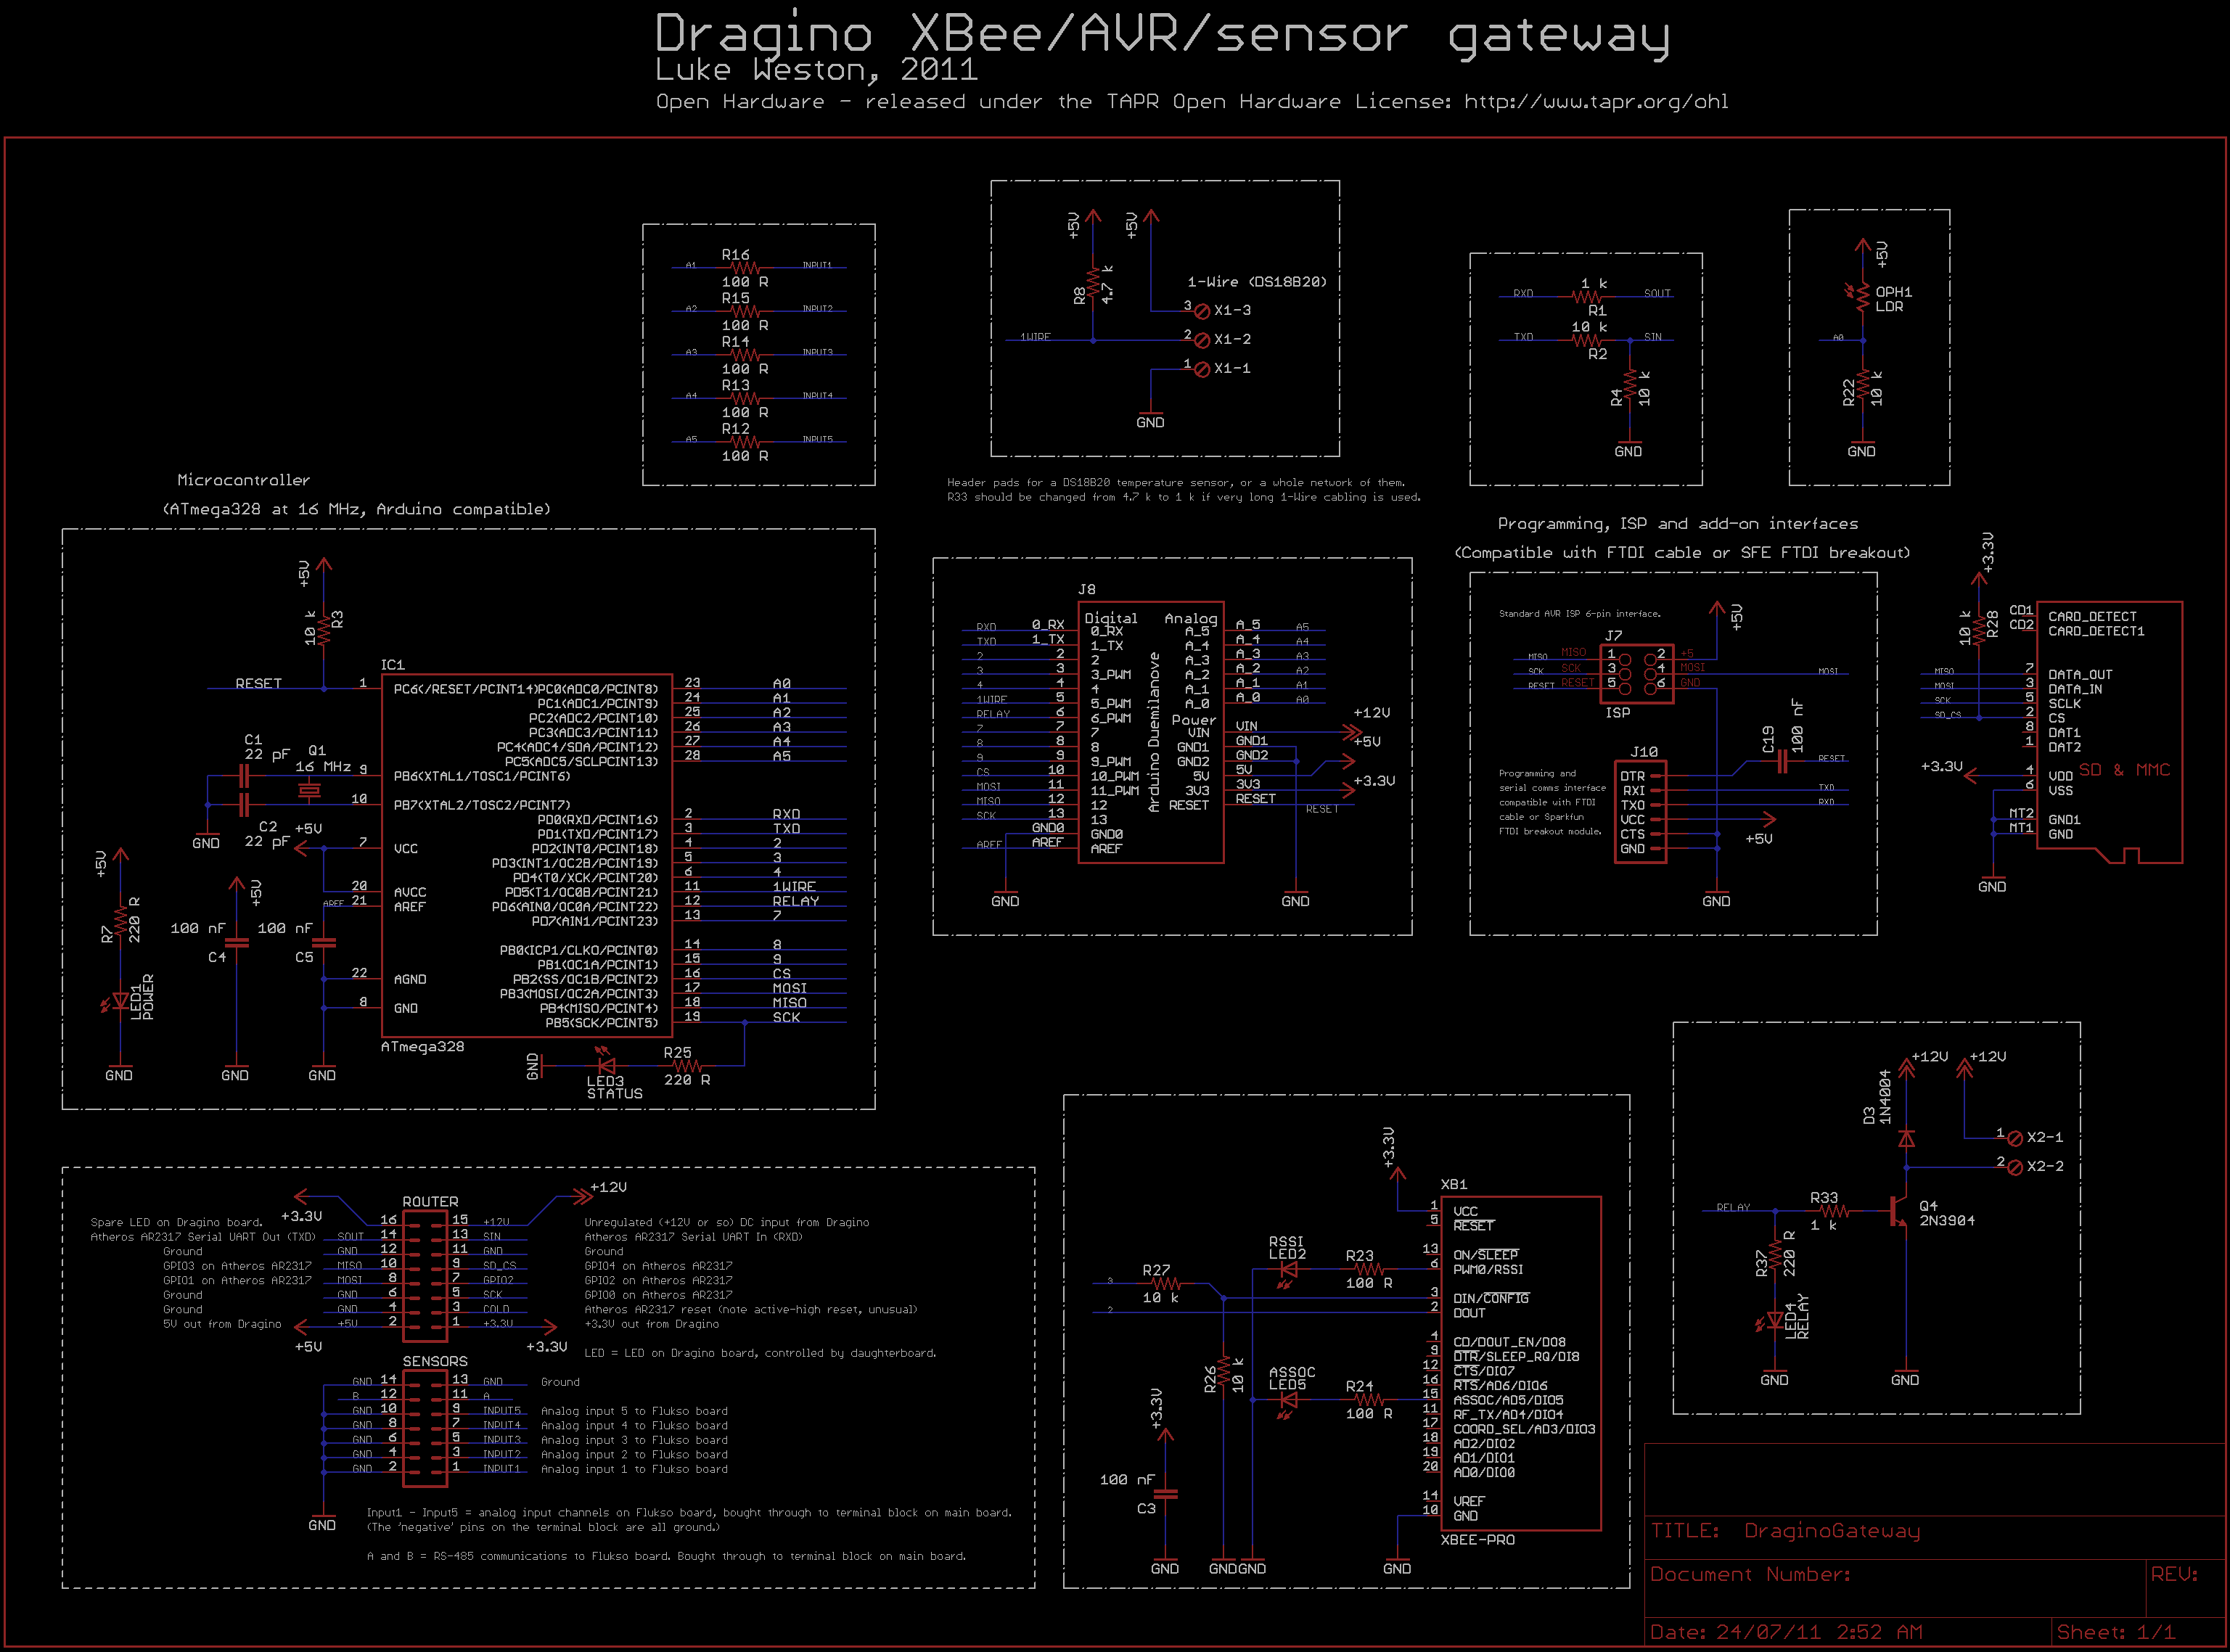 Dragino XBee/AVR/sensor gateway
Luke Weston, 2011
Open Hardware - released under the TAPR Open Hardware License: http://www.tapr.org/ohl
A1 R16 100 R INPUT1
A2 R15 100 R INPUT2
A3 R14 100 R INPUT3
A4 R13 100 R INPUT4
A5 R12 100 R INPUT5
+5V +5V
R8 4.7 k
1-Wire (DS18B20)
3 X1-3
1WIRE 2 X1-2
1 X1-1
GND
Header pads for a DS18B20 temperature sensor, or a whole network of them.
R33 should be changed from 4.7 k to 1 k if very long 1-Wire cabling is used.
RXD 1 k R1 SOUT
TXD 10 k R2 SIN
R4 10 k
GND
+5V
OPH1
LDR
A0
R22 10 k
GND
Microcontroller
(ATmega328 at 16 MHz, Arduino compatible)
+5V
10 k R3
RESET
IC1
1 PC6(/RESET/PCINT14)
9 PB6(XTAL1/TOSC1/PCINT6)
10 PB7(XTAL2/TOSC2/PCINT7)
7 VCC
20 AVCC
AREF 21 AREF
22 AGND
8 GND
PC0(ADC0/PCINT8) 23 A0
PC1(ADC1/PCINT9) 24 A1
PC2(ADC2/PCINT10) 25 A2
PC3(ADC3/PCINT11) 26 A3
PC4(ADC4/SDA/PCINT12) 27 A4
PC5(ADC5/SCLPCINT13) 28 A5
PD0(RXD/PCINT16) 2 RXD
PD1(TXD/PCINT17) 3 TXD
PD2(INT0/PCINT18) 4 2
PD3(INT1/OC2B/PCINT19) 5 3
PD4(T0/XCK/PCINT20) 6 4
PD5(T1/OC0B/PCINT21) 11 1WIRE
PD6(AIN0/OC0A/PCINT22) 12 RELAY
PD7(AIN1/PCINT23) 13 7
PB0(ICP1/CLKO/PCINT0) 14 8
PB1(OC1A/PCINT1) 15 9
PB2(SS/OC1B/PCINT2) 16 CS
PB3(MOSI/OC2A/PCINT3) 17 MOSI
PB4(MISO/PCINT4) 18 MISO
PB5(SCK/PCINT5) 19 SCK
ATmega328
C1
22 pF
Q1
16 MHz
C2
22 pF
GND
+5V
+5V
R7 220 R
LED1
POWER
GND
+5V
100 nF
C4
GND
100 nF
C5
GND
GND
LED3
STATUS
R25
220 R
J8
Digital Analog
Arduino Duemilanove
RXD 0_RX 0_RX
TXD 1_TX 1_TX
2 2 2
3 3 3_PWM
4 4 4
1WIRE 5 5_PWM
RELAY 6 6_PWM
7 7 7
8 8 8
9 9 9_PWM
CS 10 10_PWM
MOSI 11 11_PWM
MISO 12 12
SCK 13 13
GND0 GND0
AREF AREF AREF
A_5 A_5 A5
A_4 A_4 A4
A_3 A_3 A3
A_2 A_2 A2
A_1 A_1 A1
A_0 A_0 A0
Power
VIN VIN +12V
GND1 GND1
GND2 GND2
5V 5V +5V
3V3 3V3 +3.3V
RESET RESET RESET
GND GND
Programming, ISP and add-on interfaces
(Compatible with FTDI cable or SFE FTDI breakout)
Standard AVR ISP 6-pin interface.
+5V
J7
MISO MISO 1 2 +5
SCK SCK 3 4 MOSI MOSI
RESET RESET 5 6 GND
ISP
J10
Programming and
serial comms interface
compatible with FTDI
cable or Sparkfun
FTDI breakout module.
DTR
RXI
TXO
VCC
CTS
GND
C19 100 nF
RESET
TXD
RXD
+5V
GND
+3.3V
10 k R28
CD1 CARD_DETECT
CD2 CARD_DETECT1
MISO 7 DATA_OUT
MOSI 3 DATA_IN
SCK 5 SCLK
SD_CS 2 CS
8 DAT1
1 DAT2
+3.3V 4 VDD
6 VSS
MT2 GND1
MT1 GND
SD & MMC
GND
+12V +12V
D3 1N4004
1 X2-1
2 X2-2
RELAY R33 1 k
Q4
2N3904
R37 220 R
LED4
RELAY
GND GND
ROUTER
+3.3V
+12V
Spare LED on Dragino board. 16 15 +12V Unregulated (+12V or so) DC input from Dragino
Atheros AR2317 Serial UART Out (TXD) SOUT 14 13 SIN Atheros AR2317 Serial UART In (RXD)
Ground GND 12 11 GND Ground
GPIO3 on Atheros AR2317 MISO 10 9 SD_CS GPIO4 on Atheros AR2317
GPIO1 on Atheros AR2317 MOSI 8 7 GPIO2 GPIO2 on Atheros AR2317
Ground GND 6 5 SCK GPIO0 on Atheros AR2317
Ground GND 4 3 COLD Atheros AR2317 reset (note active-high reset, unusual)
5V out from Dragino +5V 2 1 +3.3V +3.3V out from Dragino
+5V +3.3V
LED = LED on Dragino board, controlled by daughterboard.
SENSORS
GND 14 13 GND Ground
B 12 11 A
GND 10 9 INPUT5 Analog input 5 to Flukso board
GND 8 7 INPUT4 Analog input 4 to Flukso board
GND 6 5 INPUT3 Analog input 3 to Flukso board
GND 4 3 INPUT2 Analog input 2 to Flukso board
GND 2 1 INPUT1 Analog input 1 to Flukso board
GND
Input1 - Input5 = analog input channels on Flukso board, bought through to terminal block on main board.
(The 'negative' pins on the terminal block are all ground.)
A and B = RS-485 communications to Flukso board. Bought through to terminal block on main board.
+3.3V
XB1
1 VCC
5 RESET
13 ON/SLEEP
6 PWM0/RSSI
3 DIN/CONFIG
2 DOUT
4 CD/DOUT_EN/DO8
9 DTR/SLEEP_RQ/DI8
12 CTS/DIO7
16 RTS/AD6/DIO6
15 ASSOC/AD5/DIO5
11 RF_TX/AD4/DIO4
17 COORD_SEL/AD3/DIO3
18 AD2/DIO2
19 AD1/DIO1
20 AD0/DIO0
14 VREF
10 GND
XBEE-PRO
RSSI
LED2
R23
100 R
3 R27
10 k
2
R26 10 k
ASSOC
LED5
R24
100 R
+3.3V
100 nF
C3
GND GND GND GND
TITLE: DraginoGateway
Document Number: REV:
Date: 24/07/11 2:52 AM Sheet: 1/1